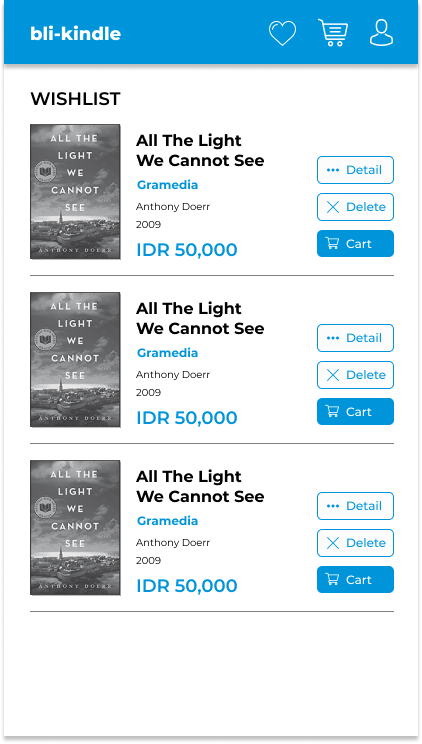 bli-kindle
WISHLIST
ALL THE
LIGHT
WE
CANNOT
SEE
ANTHONY DOERR
All The Light
We Cannot See
Gramedia
Anthony Doerr
2009
IDR 50,000
Detail
Delete
Cart
ALL THE
LIGHT
WE
CANNOT
SEE
ANTHONY DOERR
All The Light
We Cannot See
Gramedia
Anthony Doerr
2009
IDR 50,000
Detail
Delete
Cart
ALL THE
LIGHT
WE
CANNOT
SEE
ANTHONY DOERR
All The Light
We Cannot See
Gramedia
Anthony Doerr
2009
IDR 50,000
Detail
Delete
Cart